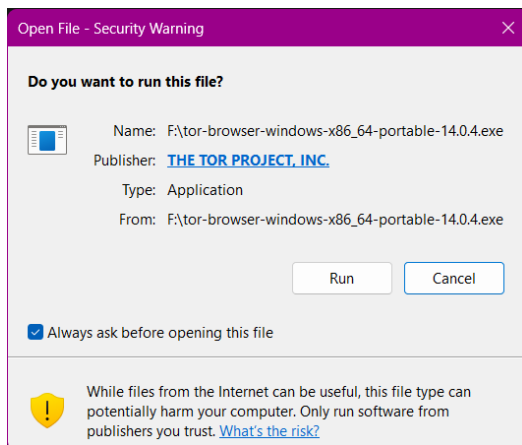 Open File - Security Warning
Do you want to run this file?
Name: F:\tor-browser-windows-x86_64-portable-14.0.4.exe
Publisher: THE TOR PROJECT, INC.
Type: Application
From: F:\tor-browser-windows-x86_64-portable-14.0.4.exe
Run Cancel
Always ask before opening this file
While files from the Internet can be useful, this file type can
potentially harm your computer. Only run software from
publishers you trust. What's the risk?